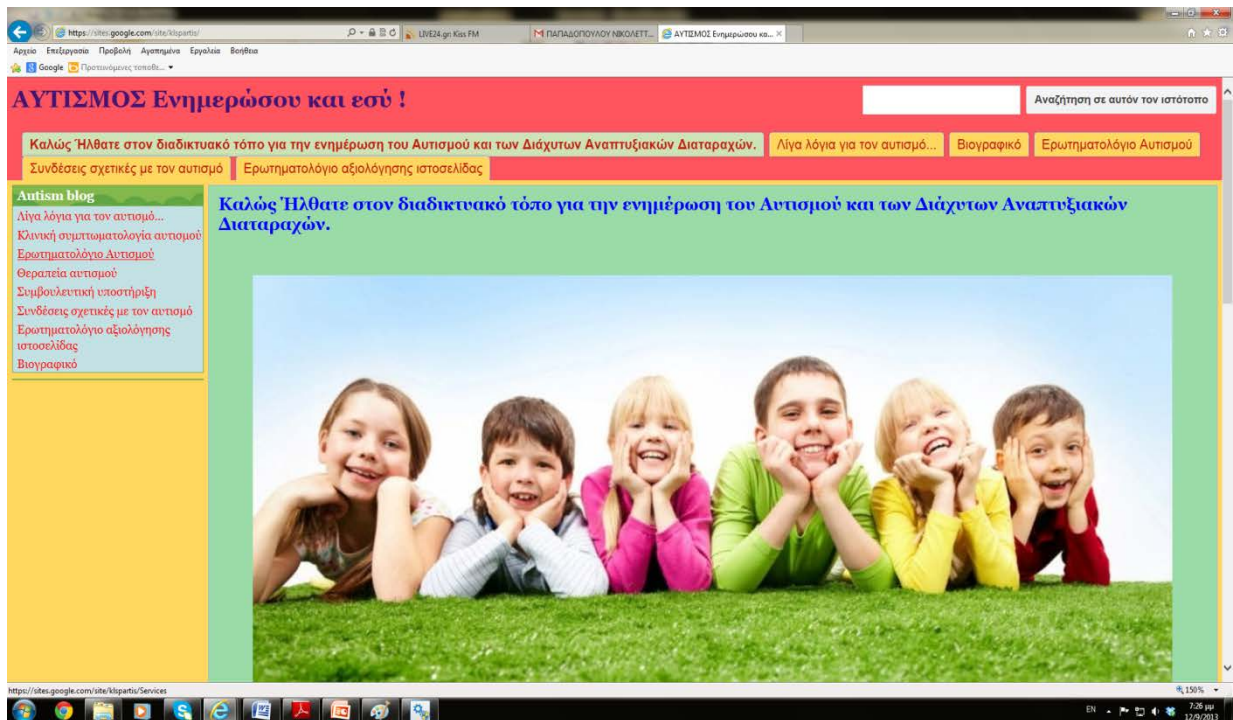 https://sites.google.com/site/klspartis/
LIVE24.gr: Kiss FM
ΠΑΠΑΔΟΠΟΥΛΟΥ ΝΙΚΟΛΕΤΤ...
ΑΥΤΙΣΜΟΣ Ενημερώσου κα...
Αρχείο Επεξεργασία Προβολή Αγαπημένα Εργαλεία Βοήθεια
Google Προτεινόμενες τοποθε...
ΑΥΤΙΣΜΟΣ Ενημερώσου και εσύ !
Αναζήτηση σε αυτόν τον ιστότοπο
Καλώς Ήλθατε στον διαδικτυακό τόπο για την ενημέρωση του Αυτισμού και των Διάχυτων Αναπτυξιακών Διαταραχών.
Λίγα λόγια για τον αυτισμό...
Βιογραφικό
Ερωτηματολόγιο Αυτισμού
Συνδέσεις σχετικές με τον αυτισμό
Ερωτηματολόγιο αξιολόγησης ιστοσελίδας
Autism blog
Λίγα λόγια για τον αυτισμό...
Κλινική συμπτωματολογία αυτισμού
Ερωτηματολόγιο Αυτισμού
Θεραπεία αυτισμού
Συμβουλευτική υποστήριξη
Συνδέσεις σχετικές με τον αυτισμό
Ερωτηματολόγιο αξιολόγησης
ιστοσελίδας
Βιογραφικό
Καλώς Ήλθατε στον διαδικτυακό τόπο για την ενημέρωση του Αυτισμού και των Διάχυτων Αναπτυξιακών
Διαταραχών.
https://sites.google.com/site/klspartis/Services
150%
EN
7:26 μμ
12/9/2013